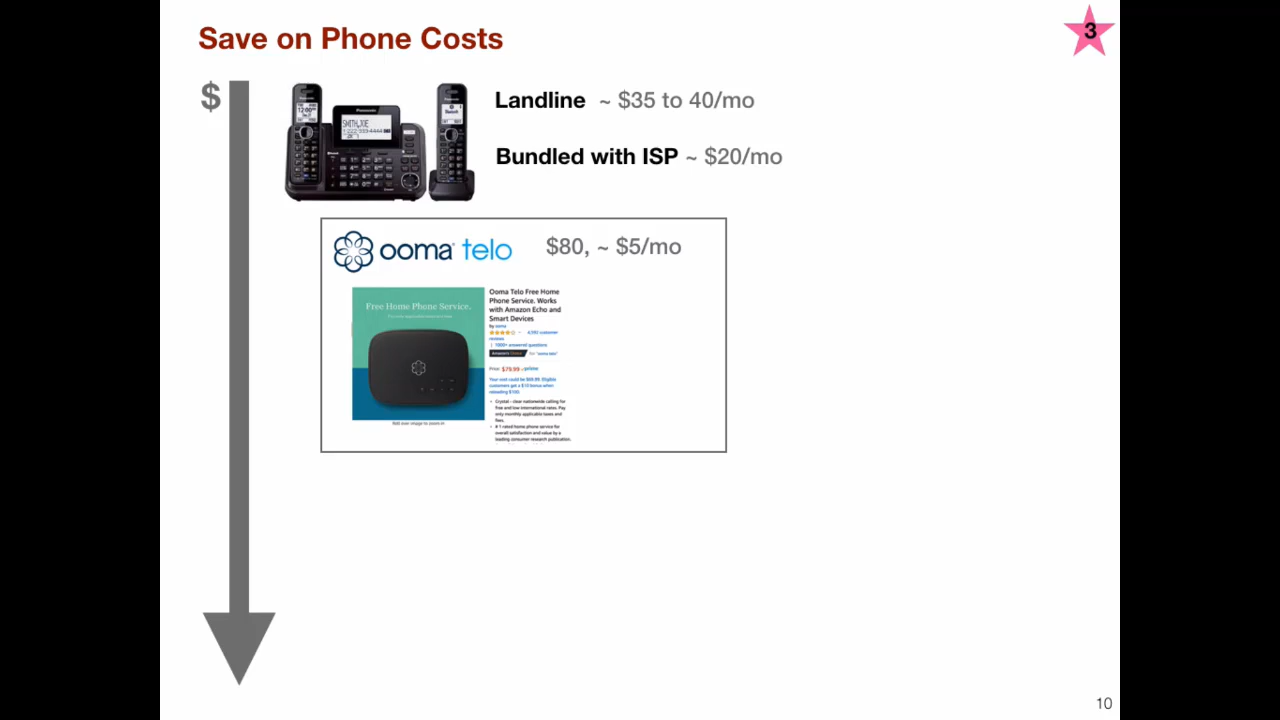 Save on Phone Costs
3
$
Landline ~ $35 to 40/mo
Bundled with ISP ~ $20/mo
Panasonic
SMITH,JOE
ooma telo
$80, ~ $5/mo
Free Home Phone Service.
Ooma Telo Free Home
Phone Service. Works
with Amazon Echo and
Smart Devices
by ooma
customer
reviews
1000+ answered questions
Amazon's Choice for "ooma telo"
Price: $79.99 prime
Your cost could be $69.99. Eligible
customers get a $10 bonus when
reloading $100.
• Crystal - clear nationwide calling for
free and low international rates. Pay
only monthly applicable taxes and
fees.
• # 1 rated home phone service for
overall satisfaction and value by a
leading consumer research publication.
Roll over image to zoom in
10